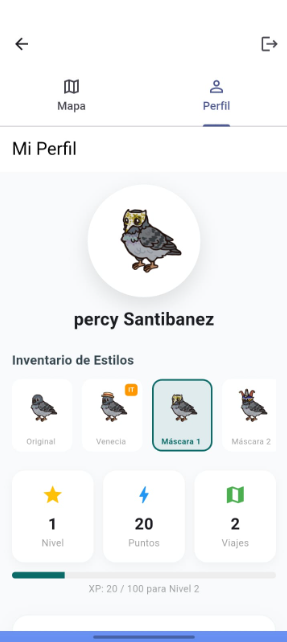 Mapa
Perfil
Mi Perfil
percy Santibanez
Inventario de Estilos
IT
Original
Venecia
Máscara 1
Máscara 2
1
20
2
Nivel
Puntos
Viajes
XP: 20 / 100 para Nivel 2